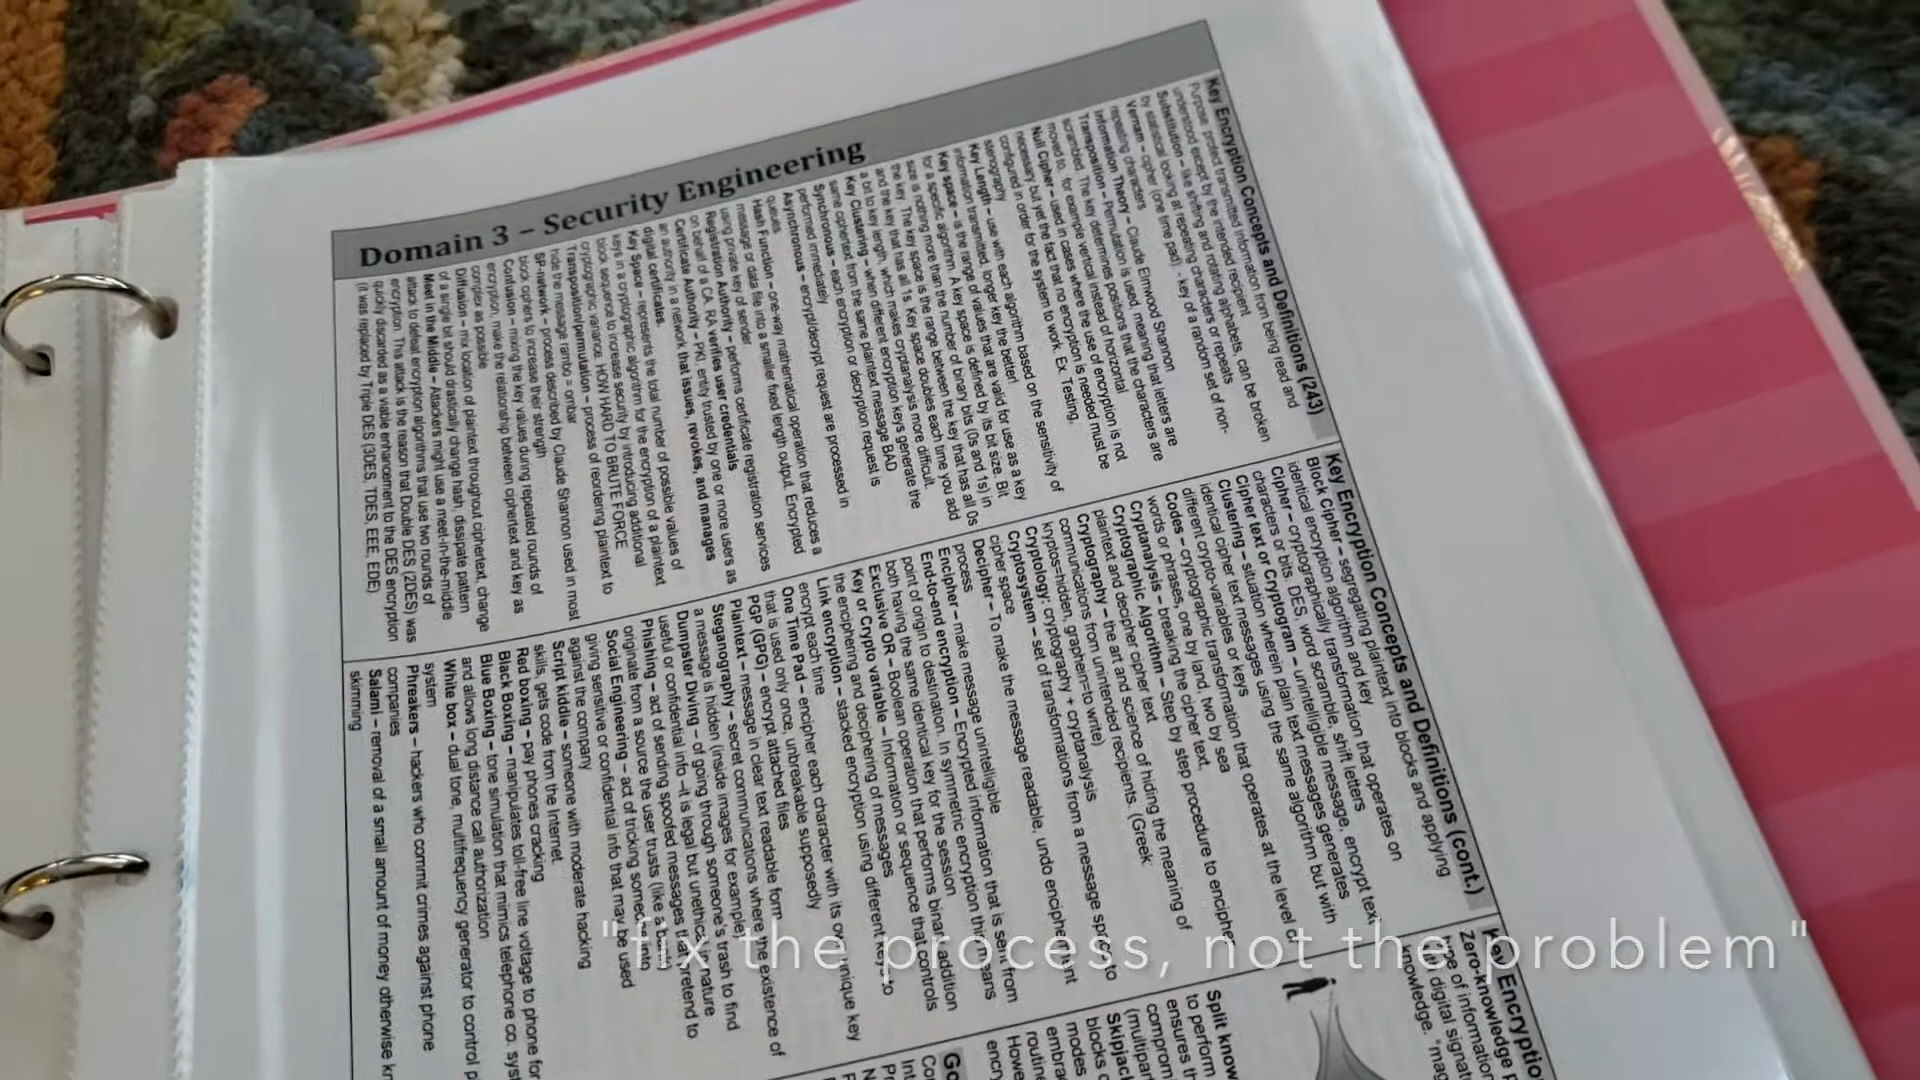 Domain 3 – Security Engineering
Key Encryption Concepts and Definitions (243)
Purpose: protect transmitted information from being read and
understood except by the intended recipient
Substitution – like shifting and rotating alphabets, can be broken
by statistical looking at repeating characters or repeats
Vernam – cipher (one time pad): - key of a random set of non-
repeating characters
Information Theory – Claude Elmwood Shannon
Transposition – Permutation is used, meaning that letters are
scrambled. The key determines positions that the characters are
moved to, for example vertical instead of horizontal
Null Cipher – used in cases where the use of encryption is not
necessary but yet the fact that no encryption is needed must be
configured in order for the system to work. Ex. Testing,
stenography
Key Length – use with each algorithm based on the sensitivity of
information transmitted, longer key the better!
Key space – is the range of values that are valid for use as a key
for a specific algorithm. A key space is defined by its bit size. Bit
size is nothing more than the number of binary bits (0s and 1s) in
the key. The key space is the range between the key that has all 0s
and the key that has all 1s. Key space doubles each time you add
a bit to key length, which makes cryptanalysis more difficult.
Key Clustering – when different encryption keys generate the
same ciphertext from the same plaintext message BAD
Synchronous – each encryption or decryption request is
performed immediately
Asynchronous – encrypt/decrypt request are processed in
queues.
Hash Function – one-way mathematical operation that reduces a
message or data file into a smaller fixed length output. Encrypted
using private key of sender.
Registration Authority – performs certificate registration services
on behalf of a CA. RA verifies user credentials
Certificate Authority – PKI, entity trusted by one or more users as
an authority in a network that issues, revokes, and manages
digital certificates.
Key Space – represents the total number of possible values of
keys in a cryptographic algorithm for the encryption of a plaintext
block sequence to increase security by introducing additional
cryptographic variance. HOW HARD TO BRUTE FORCE
Transposition/permutation – process of reordering plaintext to
hide the message rambo = ombar
SP-network – process described by Claude Shannon used in most
block ciphers to increase their strength
Confusion – mixing the key values during repeated rounds of
encryption, make the relationship between ciphertext and key as
complex as possible
Diffusion – mix location of plaintext throughout ciphertext, change
of a single bit should drastically change hash, dissipate pattern
Meet in the Middle – Attackers might use a meet-in-the-middle
attack to defeat encryption algorithms that use two rounds of
encryption. This attack is the reason that Double DES (2DES) was
quickly discarded as a viable enhancement to the DES encryption
(it was replaced by Triple DES (3DES, TDES, EEE, EDE)
Key Encryption Concepts and Definitions (cont.)
Block Cipher – segregating plaintext into blocks and applying
identical encryption algorithm and key
Cipher – cryptographically transformation that operates on
characters or bits. DES, word scramble, shift letters
Cipher text or Cryptogram – unintelligible message, encrypt text
Clustering – situation wherein plain text messages generates
identical cipher text messages using the same algorithm but with
different crypto-variables or keys
Codes – cryptographic transformation that operates at the level of
words or phrases, one by land, two by sea
Cryptanalysis – breaking the cipher text,
Cryptographic Algorithm – Step by step procedure to encipher
plaintext and decipher cipher text
Cryptography – the art and science of hiding the meaning of
communications from unintended recipients. (Greek:
kryptos=hidden, graphein=to write)
Cryptology: cryptography + cryptanalysis
Cryptosystem – set of transformations from a message space to
cipher space
Decipher – To make the message readable, undo encipherment
process
Encipher – make message unintelligible
End-to-end encryption – Encrypted information that is sent from
point of origin to destination. In symmetric encryption this means
both having the same identical key for the session
Exclusive OR – Boolean operation that performs binary addition
Key or Crypto variable – Information or sequence that controls
the enciphering and deciphering of messages
Link encryption – stacked encryption using different keys to
encrypt each time
One Time Pad – encipher each character with its own unique key
that is used only once, unbreakable supposedly
PGP (GPG) – encrypt attached files
Plaintext – message in clear text readable form
Steganography – secret communications where the existence of
a message is hidden (inside images for example)
Dumpster Diving – of going through someone's trash to find
useful or confidential info –it is legal but unethical in nature
Phishing – act of sending spoofed messages that pretend to
originate from a source the user trusts (like a bank)
Social Engineering – act of tricking someone into
giving sensitive or confidential info that may be used
against the company
Script kiddie – someone with moderate hacking
skills, gets code from the Internet.
Red boxing – pay phones cracking
Black Boxing – manipulates toll-free line voltage to phone for
Blue Boxing – tone simulation that mimics telephone co. syst
and allows long distance call authorization
White box – dual tone, multifrequency generator to control p
system
Phreakers – hackers who commit crimes against phone
companies
Salami – removal of a small amount of money otherwise kn
skimming
Key Encryptio
Zero-knowledge P
type of information
with digital signat
knowledge. "mag
Split know
to perform
ensures th
comprom
(multipart
Skipjack
blocks o
modes
embrac
routine
Howe
encry
Go
"fix the process, not the problem"